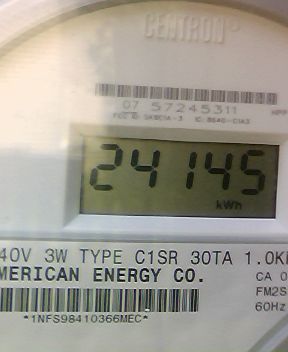 CENTRON
07 57245311
24145
kWh
40V 3W TYPE C1SR 30TA 1.0K
MERICAN ENERGY CO.
CA 0
FM2S
60Hz
*1NFS98410366MEC*